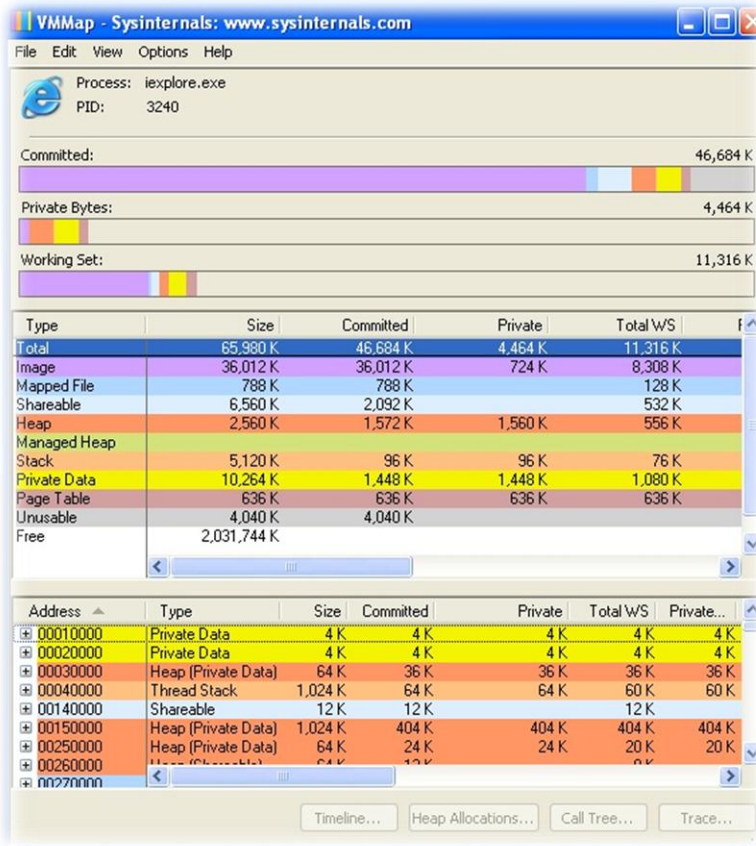 VMMap - Sysinternals: www.sysinternals.com
File Edit View Options Help
Process: iexplore.exe
PID: 3240
Committed: 46,684 K
Private Bytes: 4,464 K
Working Set: 11,316 K
Type Size Committed Private Total WS
Total 65,980 K 46,684 K 4,464 K 11,316 K
Image 36,012 K 36,012 K 724 K 8,308 K
Mapped File 788 K 788 K 128 K
Shareable 6,560 K 2,092 K 532 K
Heap 2,560 K 1,572 K 1,560 K 556 K
Managed Heap
Stack 5,120 K 96 K 96 K 76 K
Private Data 10,264 K 1,448 K 1,448 K 1,080 K
Page Table 636 K 636 K 636 K 636 K
Unusable 4,040 K 4,040 K
Free 2,031,744 K
Address Type Size Committed Private Total WS Private...
00010000 Private Data 4 K 4 K 4 K 4 K 4 K
00020000 Private Data 4 K 4 K 4 K 4 K 4 K
00030000 Heap (Private Data) 64 K 36 K 36 K 36 K 36 K
00040000 Thread Stack 1,024 K 64 K 64 K 60 K 60 K
00140000 Shareable 12 K 12 K 12 K
00150000 Heap (Private Data) 1,024 K 404 K 404 K 404 K 404 K
00250000 Heap (Private Data) 64 K 24 K 24 K 20 K 20 K
00260000 Heap (Shareable) 64 K 12 K
00270000
Timeline... Heap Allocations... Call Tree... Trace...